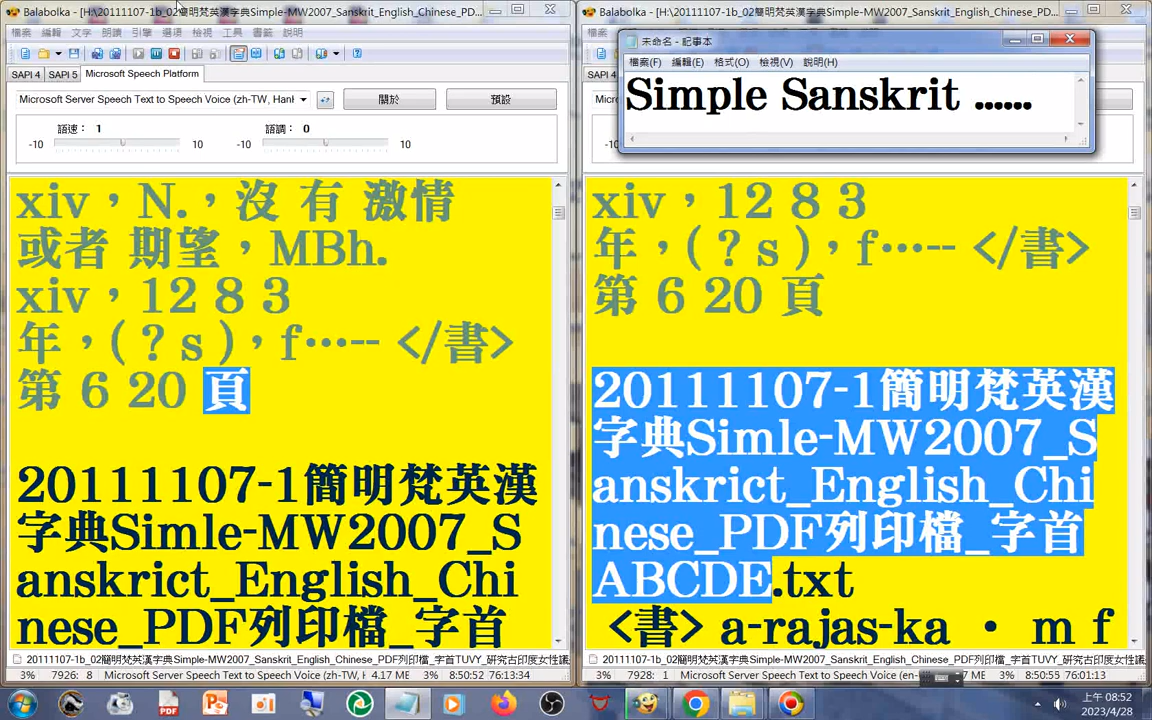 Balabolka - [H:\20111107-1b_02簡明梵英漢字典Simple-MW2007_Sanskrit_English_Chinese_PD...
檔案 編輯 文字 朗讀 引擎 選項 檢視 工具 書籤 說明
SAPI 4 SAPI 5 Microsoft Speech Platform
Microsoft Server Speech Text to Speech Voice (zh-TW, Hanl
關於
預設
語速： 1
語調： 0
-10 10 -10 10
xiv，N.，沒 有 激情
或者 期望，MBh.
xiv，12 8 3
年，( ? s )，f…-- </書>
第 6 20 頁
20111107-1簡明梵英漢
字典Simle-MW2007_S
anskrict_English_Chi
nese_PDF列印檔_字首
20111107-1b_02簡明梵英漢字典Simple-MW2007_Sanskrit_English_Chinese_PDF列印檔_字首TUVY_研究古印度女性議
3% 7926: 8 Microsoft Server Speech Text to Speech Voice (zh-TW, H 4.17 MB 3% 8:50:52 76:13:34
Balabolka - [H:\20111107-1b_02簡明梵英漢字典Simple-MW2007_Sanskrit_English_Chinese_PD...
檔案
SAPI 4
Micr
未命名 - 記事本
檔案(F) 編輯(E) 格式(O) 檢視(V) 說明(H)
Simple Sanskrit ......
-10 10 -10 10
xiv，12 8 3
年，( ? s )，f…-- </書>
第 6 20 頁
20111107-1簡明梵英漢
字典Simle-MW2007_S
anskrict_English_Chi
nese_PDF列印檔_字首
ABCDE.txt
<書> a-rajas-ka • m f
20111107-1b_02簡明梵英漢字典Simple-MW2007_Sanskrit_English_Chinese_PDF列印檔_字首TUVY_研究古印度女性議
3% 7928: 1 Microsoft Server Speech Text to Speech Voice (en 3% 8:50:55 76:01:13
上午 08:52
2023/4/28